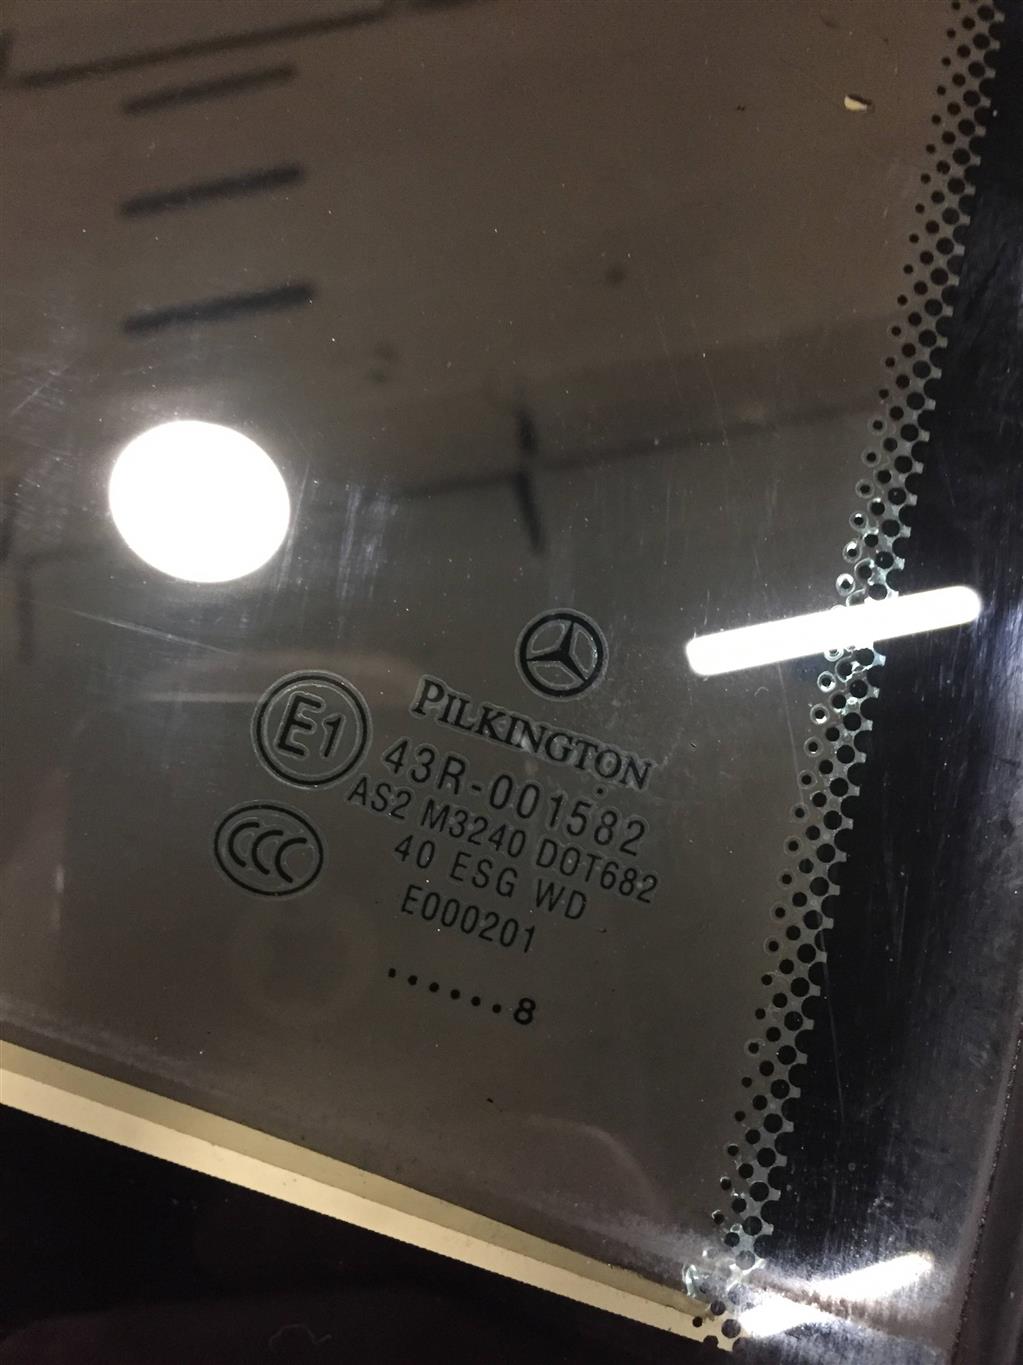 PILKINGTON
E1
43R-001582
AS2 M3240 DOT682
CCC
40 ESG WD
E000201
......8